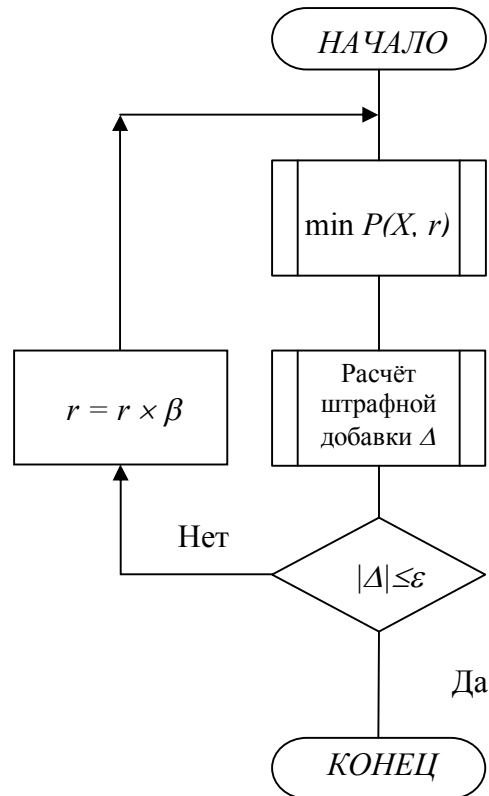 НАЧАЛО
min P(X, r)
Расчёт
штрафной
добавки Δ
r = r × β
Нет
|Δ|≤ε
Да
КОНЕЦ